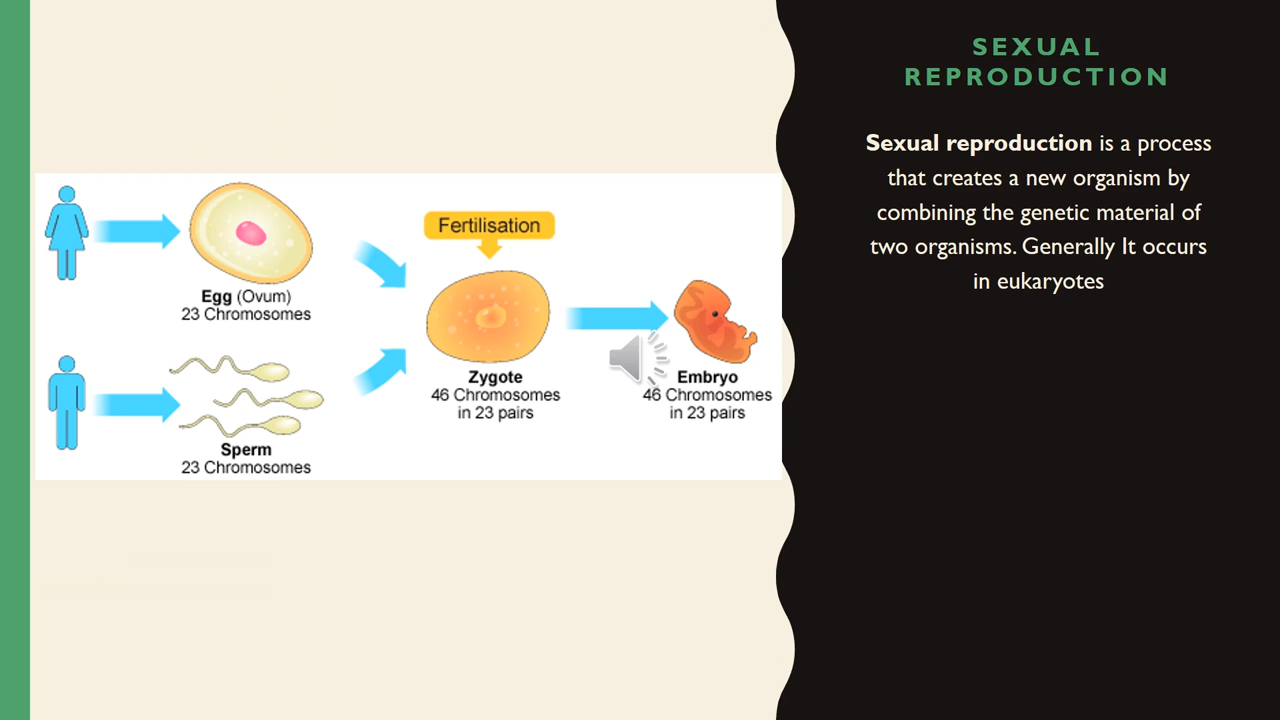 SEXUAL
REPRODUCTION
Sexual reproduction is a process
that creates a new organism by
combining the genetic material of
two organisms. Generally It occurs
in eukaryotes
Egg (Ovum)
23 Chromosomes
Sperm
23 Chromosomes
Fertilisation
Zygote
46 Chromosomes
in 23 pairs
Embryo
46 Chromosomes
in 23 pairs